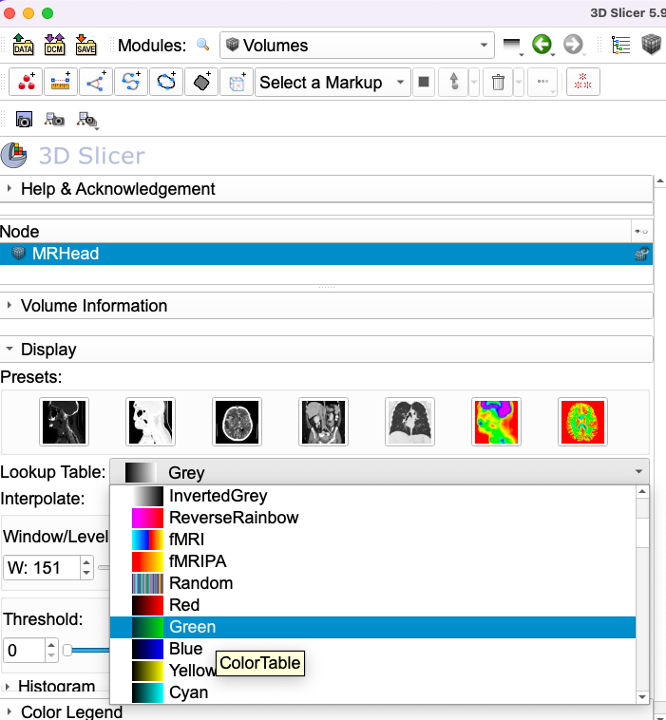 3D Slicer 5.9
DATA DCM SAVE Modules: Volumes
Select a Markup
3D Slicer
Help & Acknowledgement
Node
MRHead
Volume Information
Display
Presets:
Lookup Table: Grey
Interpolate:
InvertedGrey
ReverseRainbow
fMRI
Window/Level
fMRIPA
W: 151
Random
Red
Threshold:
Green
0
Blue
ColorTable
Yellow
Histogram
Cyan
Color Legend